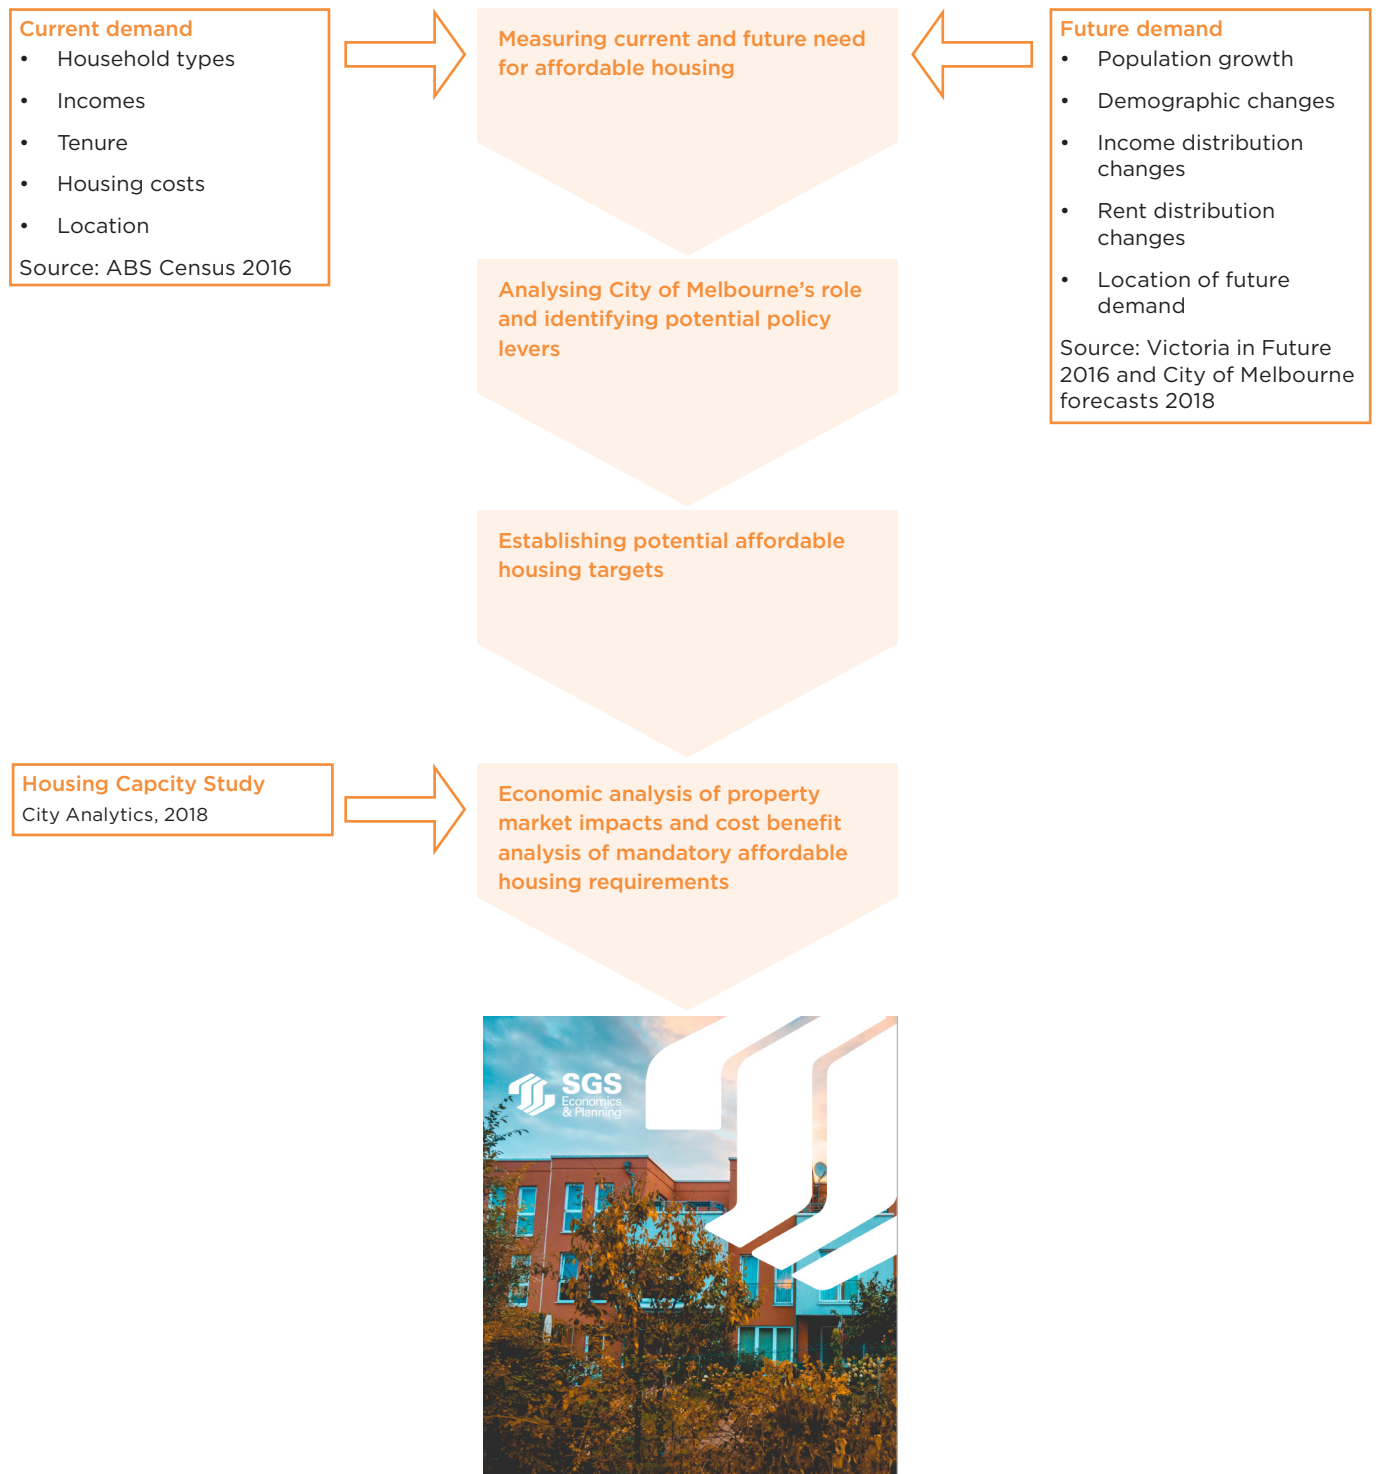 Current demand
• Household types
• Incomes
• Tenure
• Housing costs
• Location
Source: ABS Census 2016
Measuring current and future need
for affordable housing
Future demand
• Population growth
• Demographic changes
• Income distribution
changes
• Rent distribution
changes
• Location of future
demand
Source: Victoria in Future
2016 and City of Melbourne
forecasts 2018
Analysing City of Melbourne’s role
and identifying potential policy
levers
Establishing potential affordable
housing targets
Housing Capcity Study
City Analytics, 2018
Economic analysis of property
market impacts and cost benefit
analysis of mandatory affordable
housing requirements
SGS
Economics
& Planning